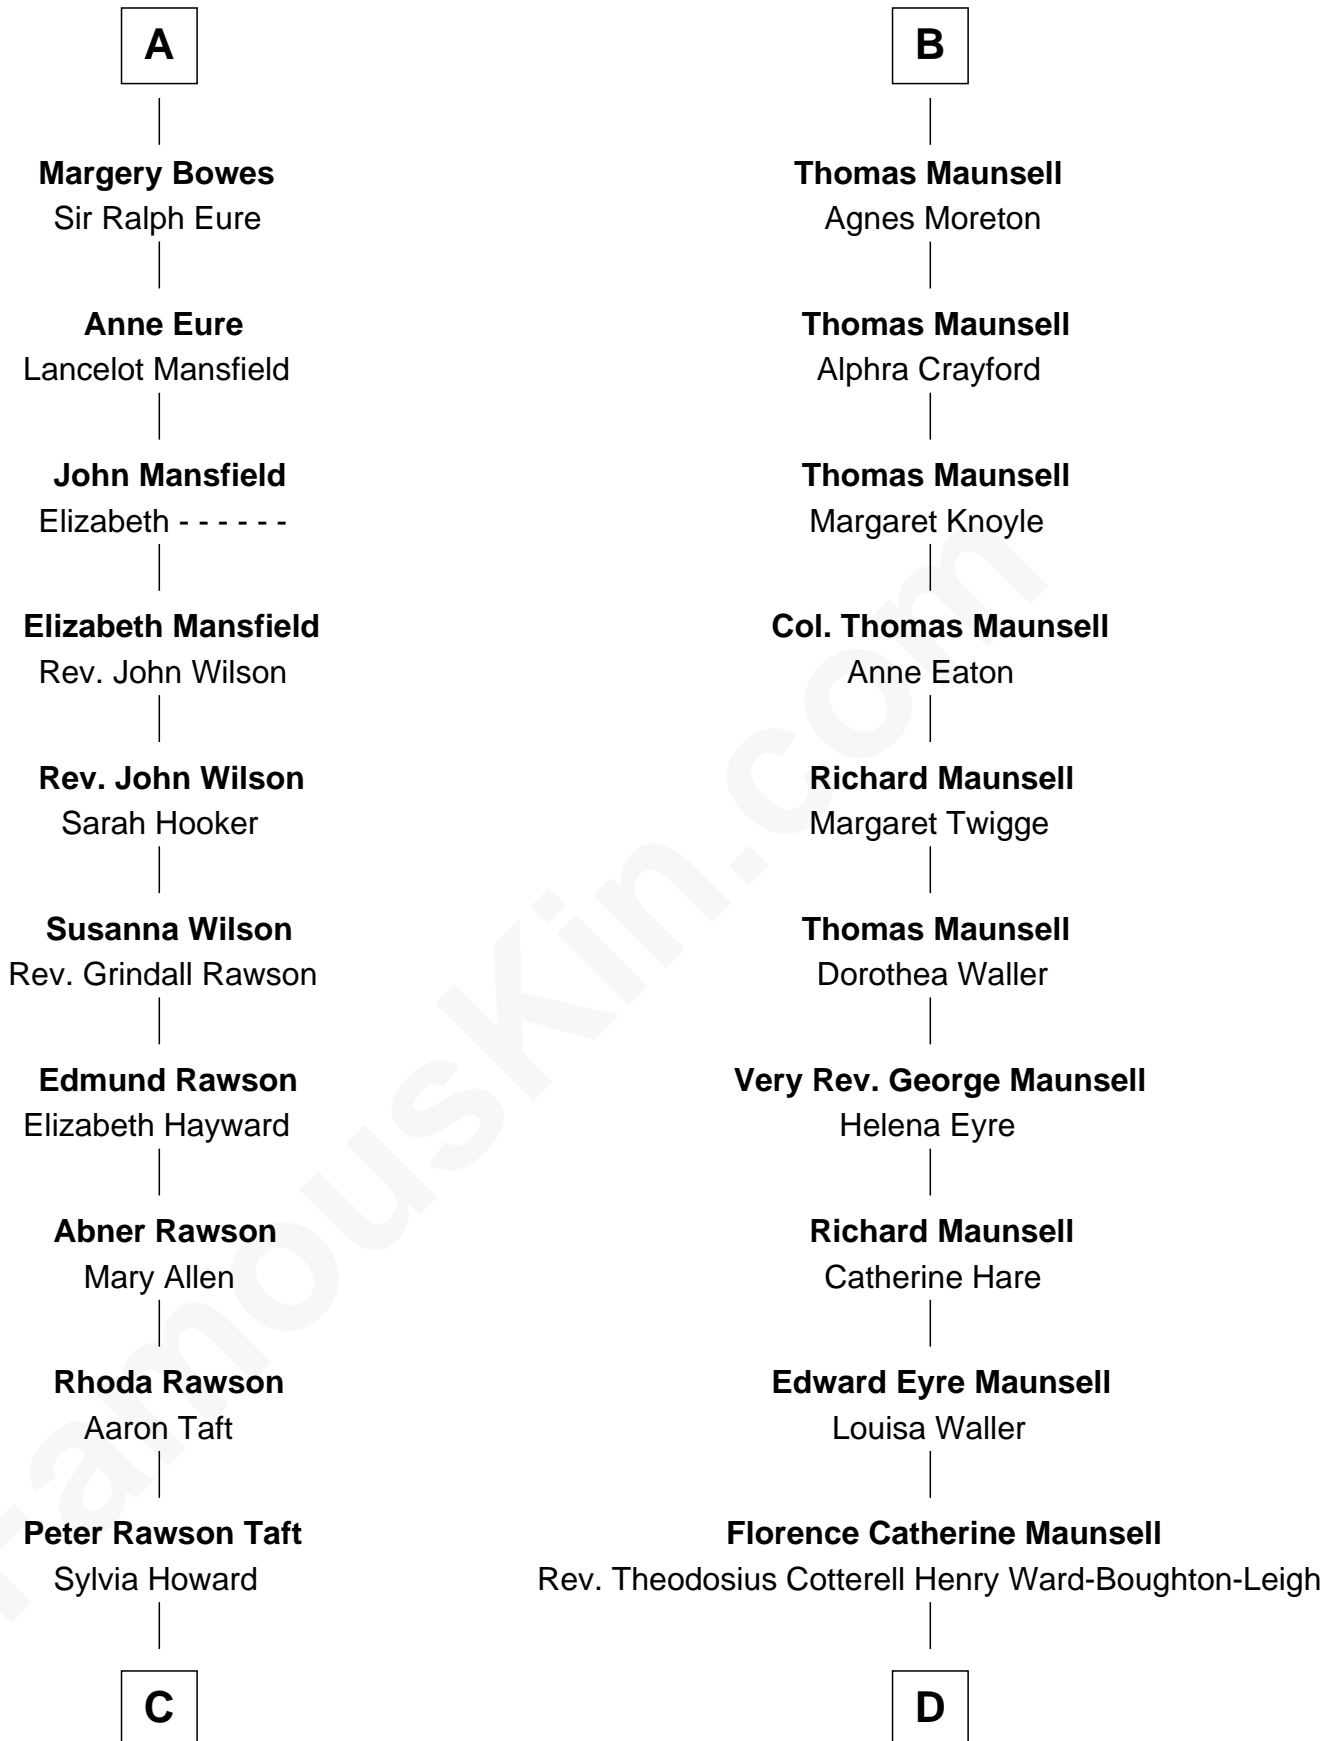 A
Margery Bowes
Sir Ralph Eure
Anne Eure
Lancelot Mansfield
John Mansfield
Elizabeth - - - - - -
Elizabeth Mansfield
Rev. John Wilson
Rev. John Wilson
Sarah Hooker
Susanna Wilson
Rev. Grindall Rawson
Edmund Rawson
Elizabeth Hayward
Abner Rawson
Mary Allen
Rhoda Rawson
Aaron Taft
Peter Rawson Taft
Sylvia Howard
C
B
Thomas Maunsell
Agnes Moreton
Thomas Maunsell
Alphra Crayford
Thomas Maunsell
Margaret Knoyle
Col. Thomas Maunsell
Anne Eaton
Richard Maunsell
Margaret Twigge
Thomas Maunsell
Dorothea Waller
Very Rev. George Maunsell
Helena Eyre
Richard Maunsell
Catherine Hare
Edward Eyre Maunsell
Louisa Waller
Florence Catherine Maunsell
Rev. Theodosius Cotterell Henry Ward-Boughton-Leigh
D
FamousKin.com